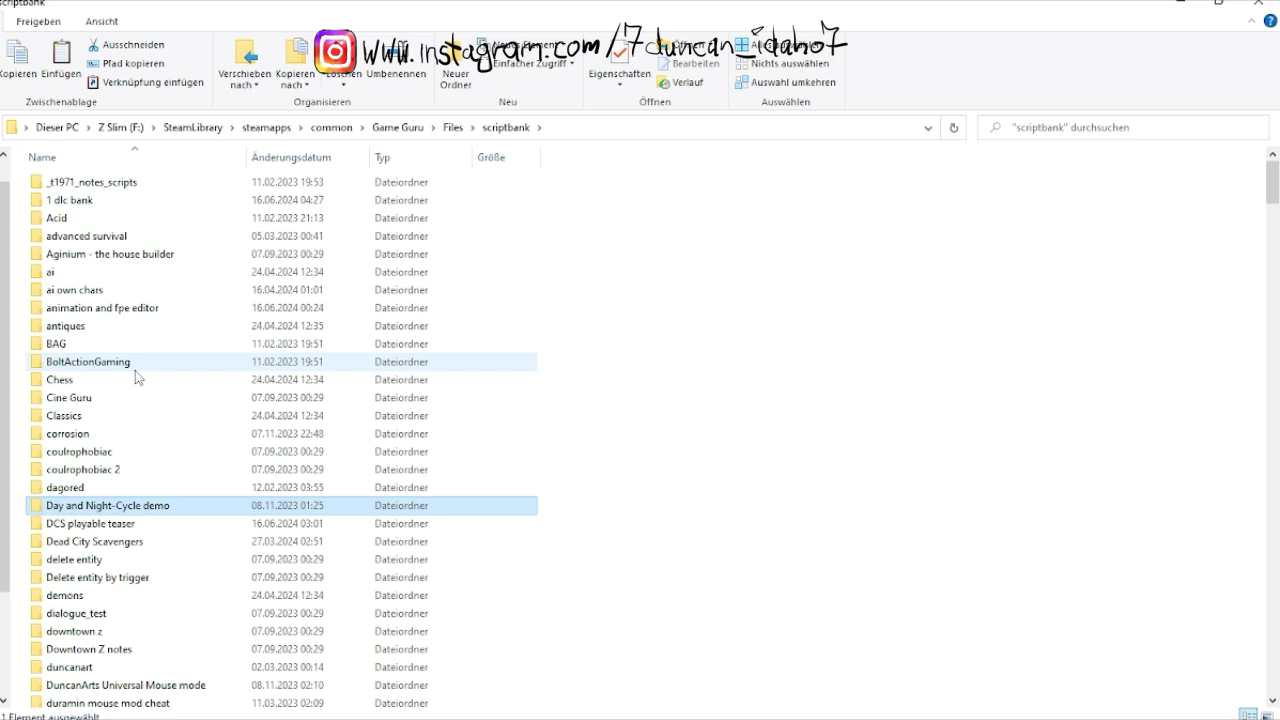 scriptbank
Freigeben Ansicht
Kopieren Einfügen
Ausschneiden
Pfad kopieren
Verknüpfung einfügen
Zwischenablage
Verschieben nach
Kopieren nach
Löschen
Umbenennen
Organisieren
Neuer Ordner
Neues Element
Einfacher Zugriff
Neu
Eigenschaften
Öffnen
Bearbeiten
Verlauf
Öffnen
Nichts auswählen
Auswahl umkehren
Auswählen
www.instagram.com/7duncan_idaho7
Dieser PC > Z Slim (F:) > SteamLibrary > steamapps > common > Game Guru > Files > scriptbank >
"scriptbank" durchsuchen
Name Änderungsdatum Typ Größe
_t1971_notes_scripts 11.02.2023 19:53 Dateiordner
1 dlc bank 16.06.2024 04:27 Dateiordner
Acid 11.02.2023 21:13 Dateiordner
advanced survival 05.03.2023 00:41 Dateiordner
Aginium - the house builder 07.09.2023 00:29 Dateiordner
ai 24.04.2024 12:34 Dateiordner
ai own chars 16.04.2024 01:01 Dateiordner
animation and fpe editor 16.06.2024 00:24 Dateiordner
antiques 24.04.2024 12:35 Dateiordner
BAG 11.02.2023 19:51 Dateiordner
BoltActionGaming 11.02.2023 19:51 Dateiordner
Chess 24.04.2024 12:34 Dateiordner
Cine Guru 07.09.2023 00:29 Dateiordner
Classics 24.04.2024 12:34 Dateiordner
corrosion 07.11.2023 22:48 Dateiordner
coulrophobiac 07.09.2023 00:29 Dateiordner
coulrophobiac 2 07.09.2023 00:29 Dateiordner
dagored 12.02.2023 03:55 Dateiordner
Day and Night-Cycle demo 08.11.2023 01:25 Dateiordner
DCS playable teaser 16.06.2024 03:01 Dateiordner
Dead City Scavengers 27.03.2024 02:51 Dateiordner
delete entity 07.09.2023 00:29 Dateiordner
Delete entity by trigger 07.09.2023 00:29 Dateiordner
demons 24.04.2024 12:34 Dateiordner
dialogue_test 07.09.2023 00:29 Dateiordner
downtown z 07.09.2023 00:29 Dateiordner
Downtown Z notes 07.09.2023 00:29 Dateiordner
duncanart 02.03.2023 00:14 Dateiordner
DuncanArts Universal Mouse mode 08.11.2023 02:10 Dateiordner
duramin mouse mod cheat 11.03.2023 02:09 Dateiordner
1 Element ausgewählt